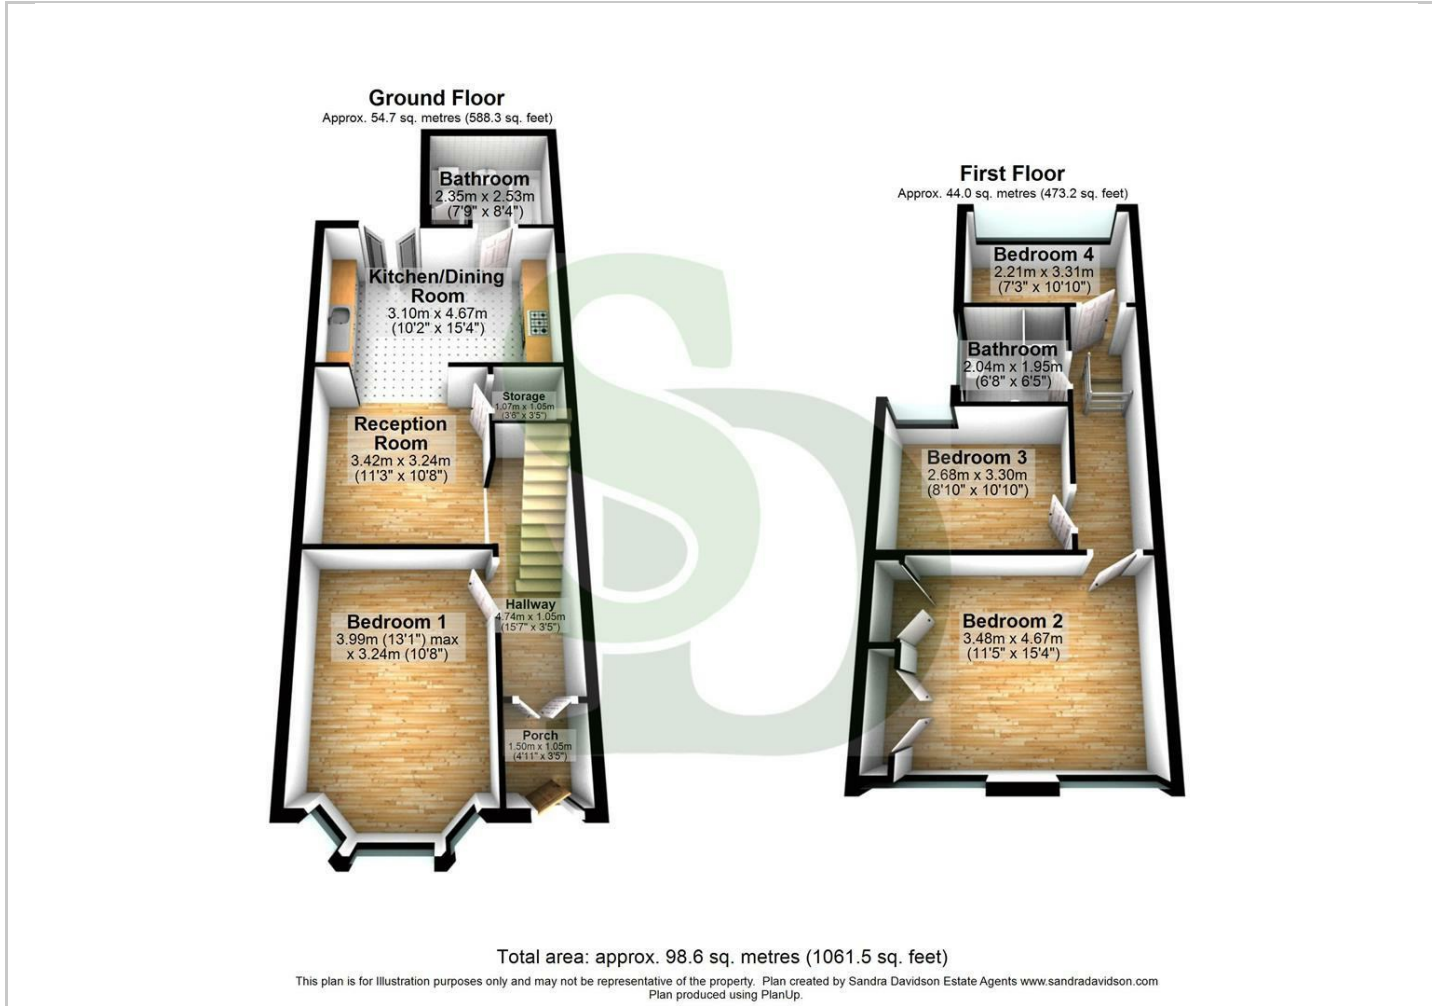 Ground Floor
Approx. 54.7 sq. metres (588.3 sq. feet)
Bathroom
2.35m x 2.53m
(7'9" x 8'4")
Kitchen/Dining
Room
3.10m x 4.67m
(10'2" x 15'4")
Storage
1.07m x 1.05m
(3'6" x 3'5")
Reception
Room
3.42m x 3.24m
(11'3" x 10'8")
Hallway
4.74m x 1.05m
(15'7" x 3'5")
Bedroom 1
3.99m (13'1") max
x 3.24m (10'8")
Porch
1.50m x 1.05m
(4'11" x 3'5")
First Floor
Approx. 44.0 sq. metres (473.2 sq. feet)
Bedroom 4
2.21m x 3.31m
(7'3" x 10'10")
Bathroom
2.04m x 1.95m
(6'8" x 6'5")
Bedroom 3
2.68m x 3.30m
(8'10" x 10'10")
Bedroom 2
3.48m x 4.67m
(11'5" x 15'4")
SD
Total area: approx. 98.6 sq. metres (1061.5 sq. feet)
This plan is for Illustration purposes only and may not be representative of the property. Plan created by Sandra Davidson Estate Agents www.sandradavidson.com
Plan produced using PlanUp.